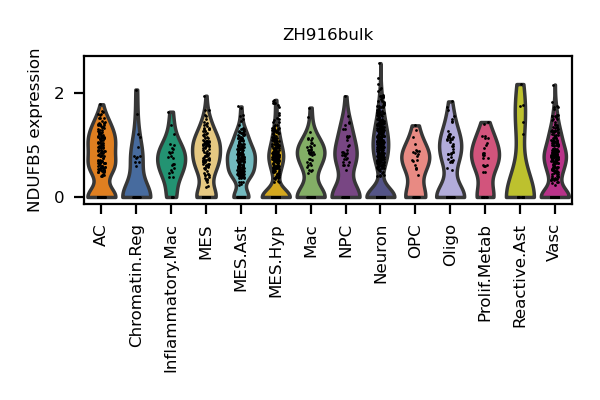 ZH916bulk
NDUFB5 expression
2
0
AC
Chromatin.Reg
Inflammatory.Mac
MES
MES.Ast
MES.Hyp
Mac
NPC
Neuron
OPC
Oligo
Prolif.Metab
Reactive.Ast
Vasc